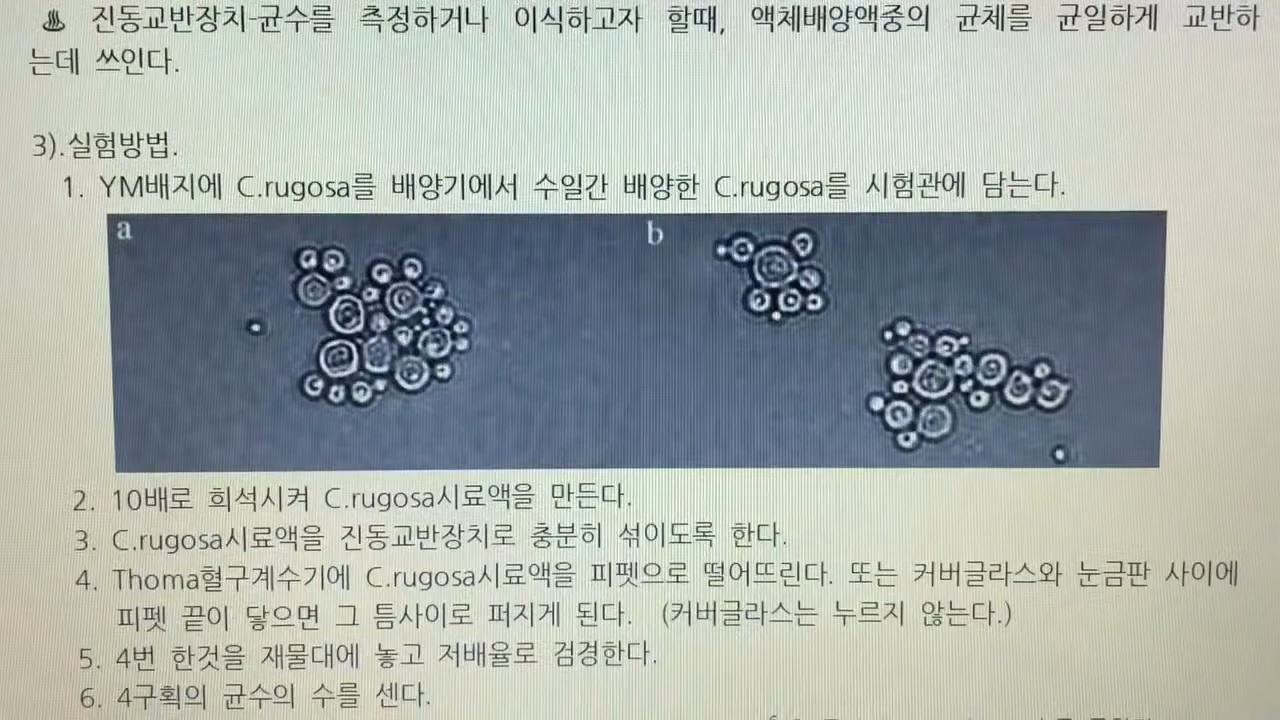 ♨ 진동교반장치-균수를 측정하거나 이식하고자 할때, 액체배양액중의 균체를 균일하게 교반하
는데 쓰인다.
3).실험방법.
1. YM배지에 C.rugosa를 배양기에서 수일간 배양한 C.rugosa를 시험관에 담는다.
a b
2. 10배로 희석시켜 C.rugosa시료액을 만든다.
3. C.rugosa시료액을 진동교반장치로 충분히 섞이도록 한다.
4. Thoma혈구계수기에 C.rugosa시료액을 피펫으로 떨어뜨린다. 또는 커버글라스와 눈금판 사이에
피펫 끝이 닿으면 그 틈사이로 퍼지게 된다. (커버글라스는 누르지 않는다.)
5. 4번 한것을 재물대에 놓고 저배율로 검경한다.
6. 4구획의 균수의 수를 센다.